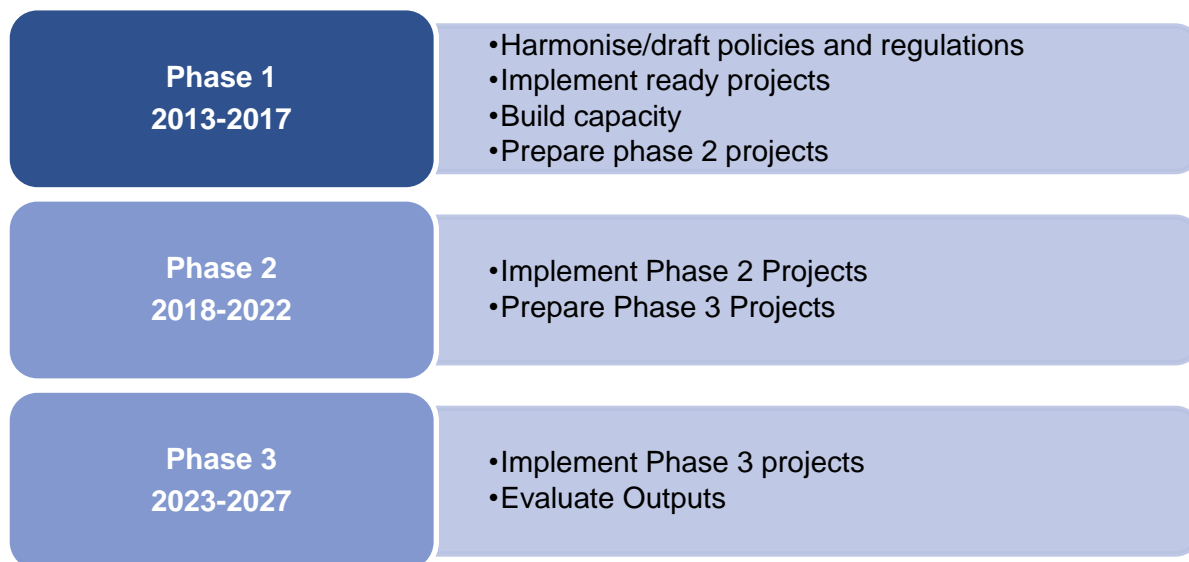 Phase 1
2013-2017
•Harmonise/draft policies and regulations
•Implement ready projects
•Build capacity
•Prepare phase 2 projects
Phase 2
2018-2022
•Implement Phase 2 Projects
•Prepare Phase 3 Projects
Phase 3
2023-2027
•Implement Phase 3 projects
•Evaluate Outputs